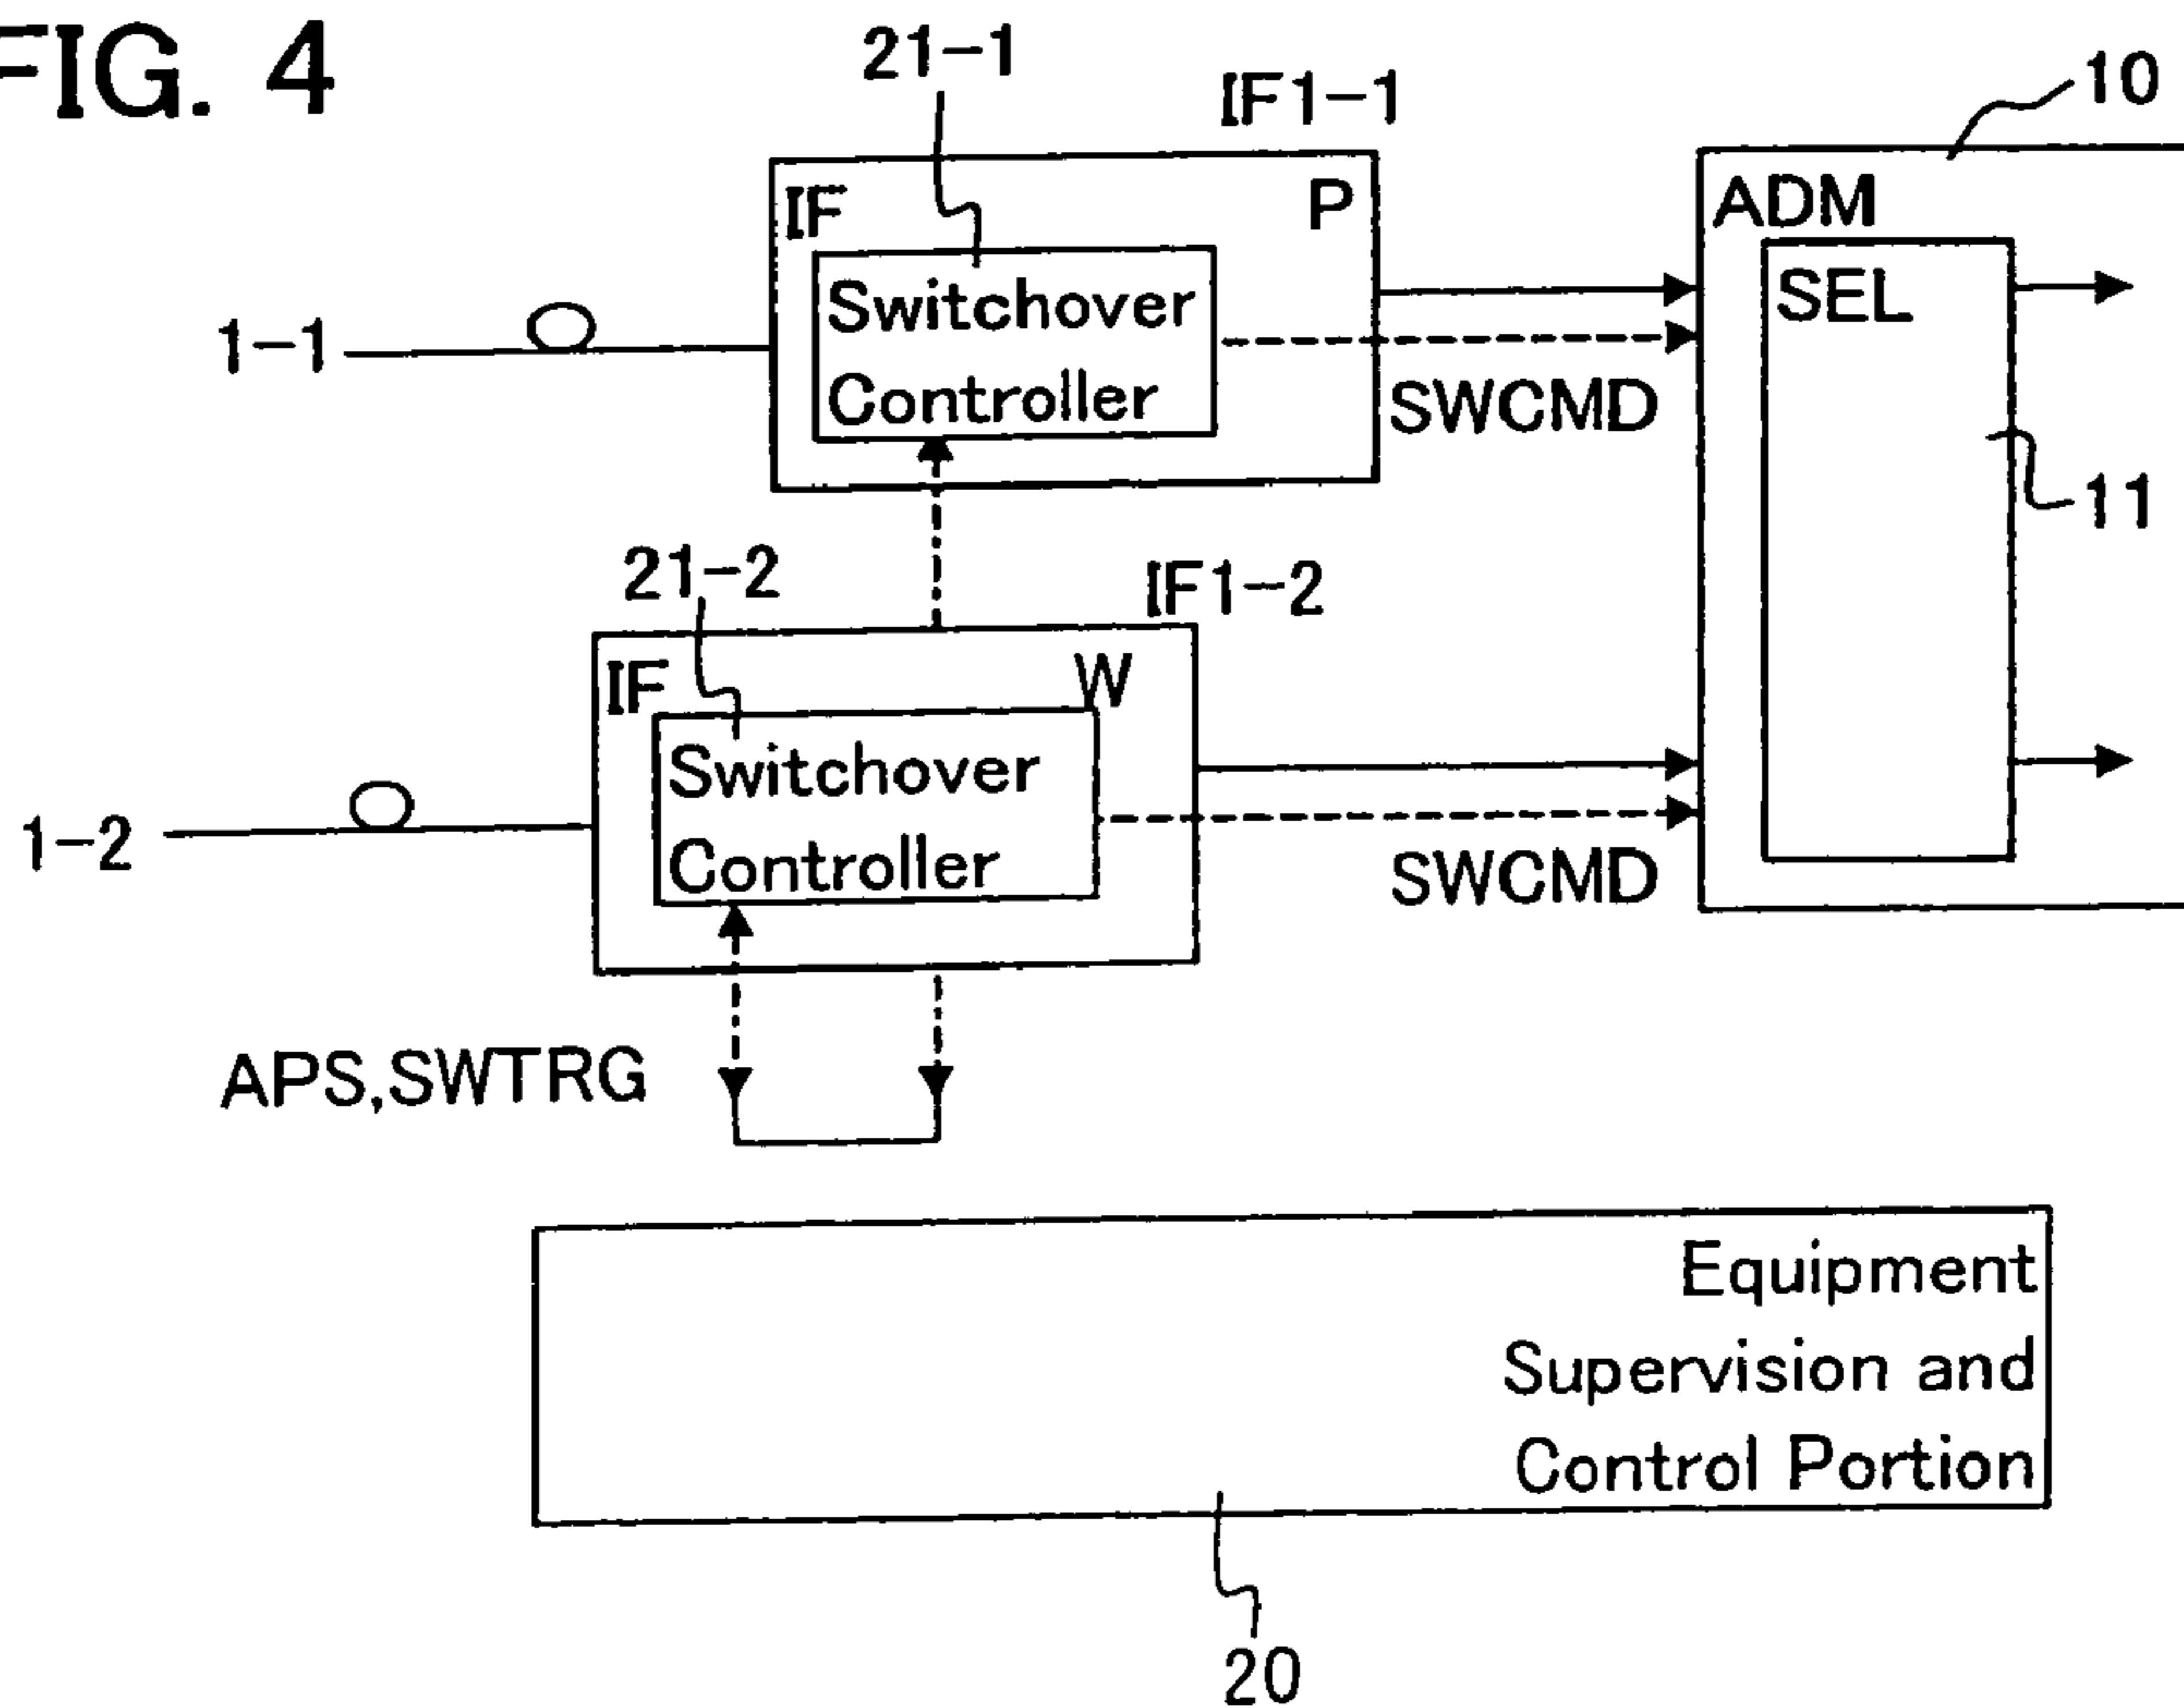 FIG. 4
21-1
IF1-1
10
IF
P
ADM
Switchover
Controller
SEL
1-1
SWCMD
11
21-2
IF1-2
IF
W
Switchover
Controller
1-2
SWCMD
APS,SWTRG
Equipment
Supervision and
Control Portion
20